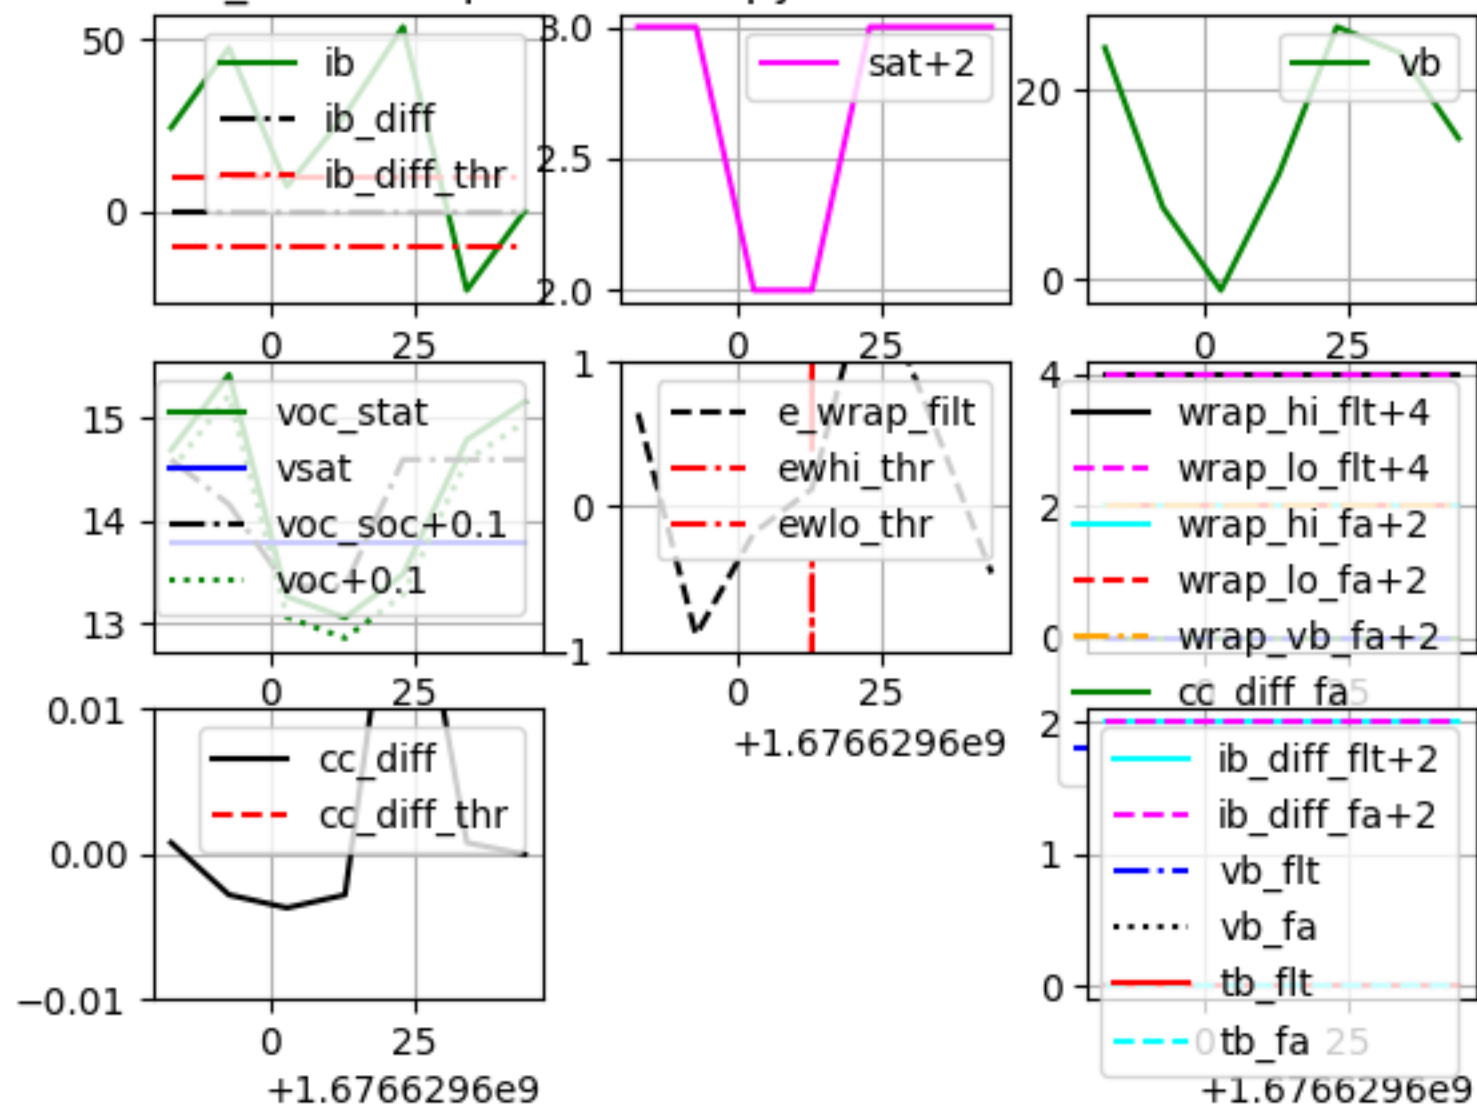 50
0
ib
ib_diff
ib_diff_thr
0
25
3.0
2.5
2.0
sat+2
0
25
20
0
vb
0
25
15
14
13
voc_stat
vsat
voc_soc+0.1
voc+0.1
0
25
1
0
−1
e_wrap_filt
ewhi_thr
ewlo_thr
0
25
+1.6766296e9
4
2
0
wrap_hi_flt+4
wrap_lo_flt+4
wrap_hi_fa+2
wrap_lo_fa+2
wrap_vb_fa+2
cc_diff_fa
0.01
0.00
−0.01
cc_diff
cc_diff_thr
0
25
+1.6766296e9
2
1
0
ib_diff_flt+2
ib_diff_fa+2
vb_flt
vb_fa
tb_flt
tb_fa
0
25
+1.6766296e9